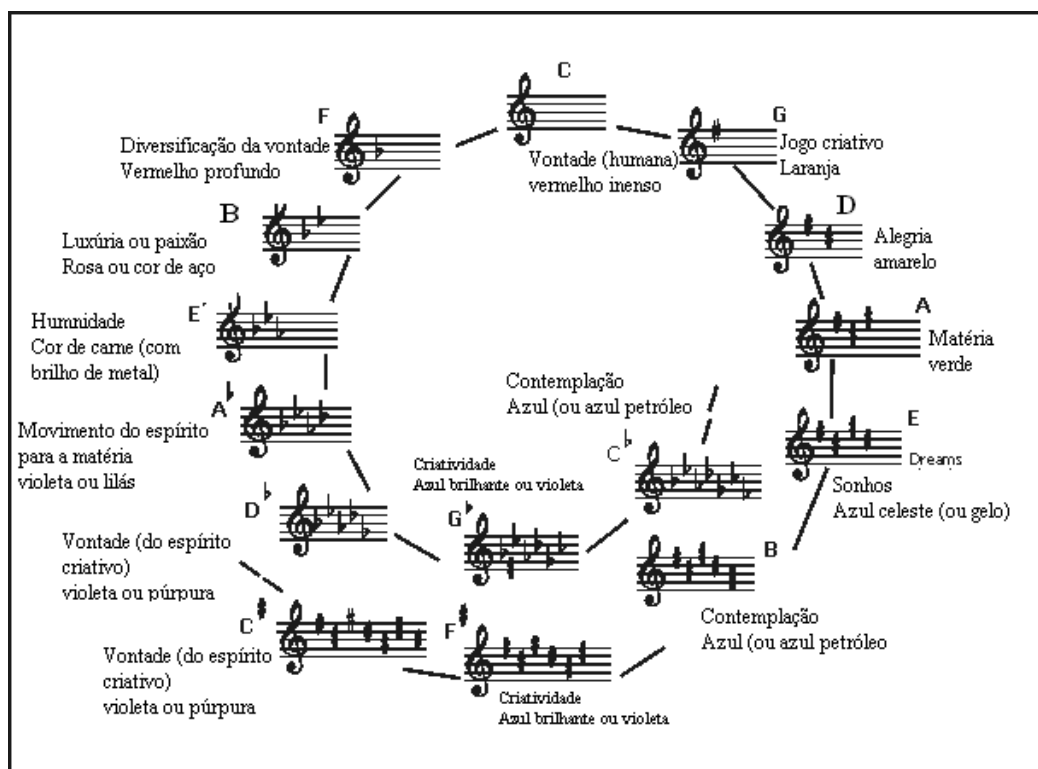 C
Vontade (humana)
vermelho inenso
G
Jogo criativo
Laranja
D
Alegria
amarelo
A
Matéria
verde
E
Dreams
Sonhos
Azul celeste (ou gelo)
B
Contemplação
Azul (ou azul petróleo
F#
Criatividade
Azul brilhante ou violeta
C#
Vontade (do espírito
criativo)
violeta ou púrpura
F
Diversificação da vontade
Vermelho profundo
B
Luxúria ou paixão
Rosa ou cor de aço
E'
Humnidade
Cor de carne (com
brilho de metal)
A♭
Movimento do espírito
para a matéria
violeta ou lilás
D♭
Vontade (do espírito
criativo)
violeta ou púrpura
G♭
Criatividade
Azul brilhante ou violeta
C♭
Contemplação
Azul (ou azul petróleo